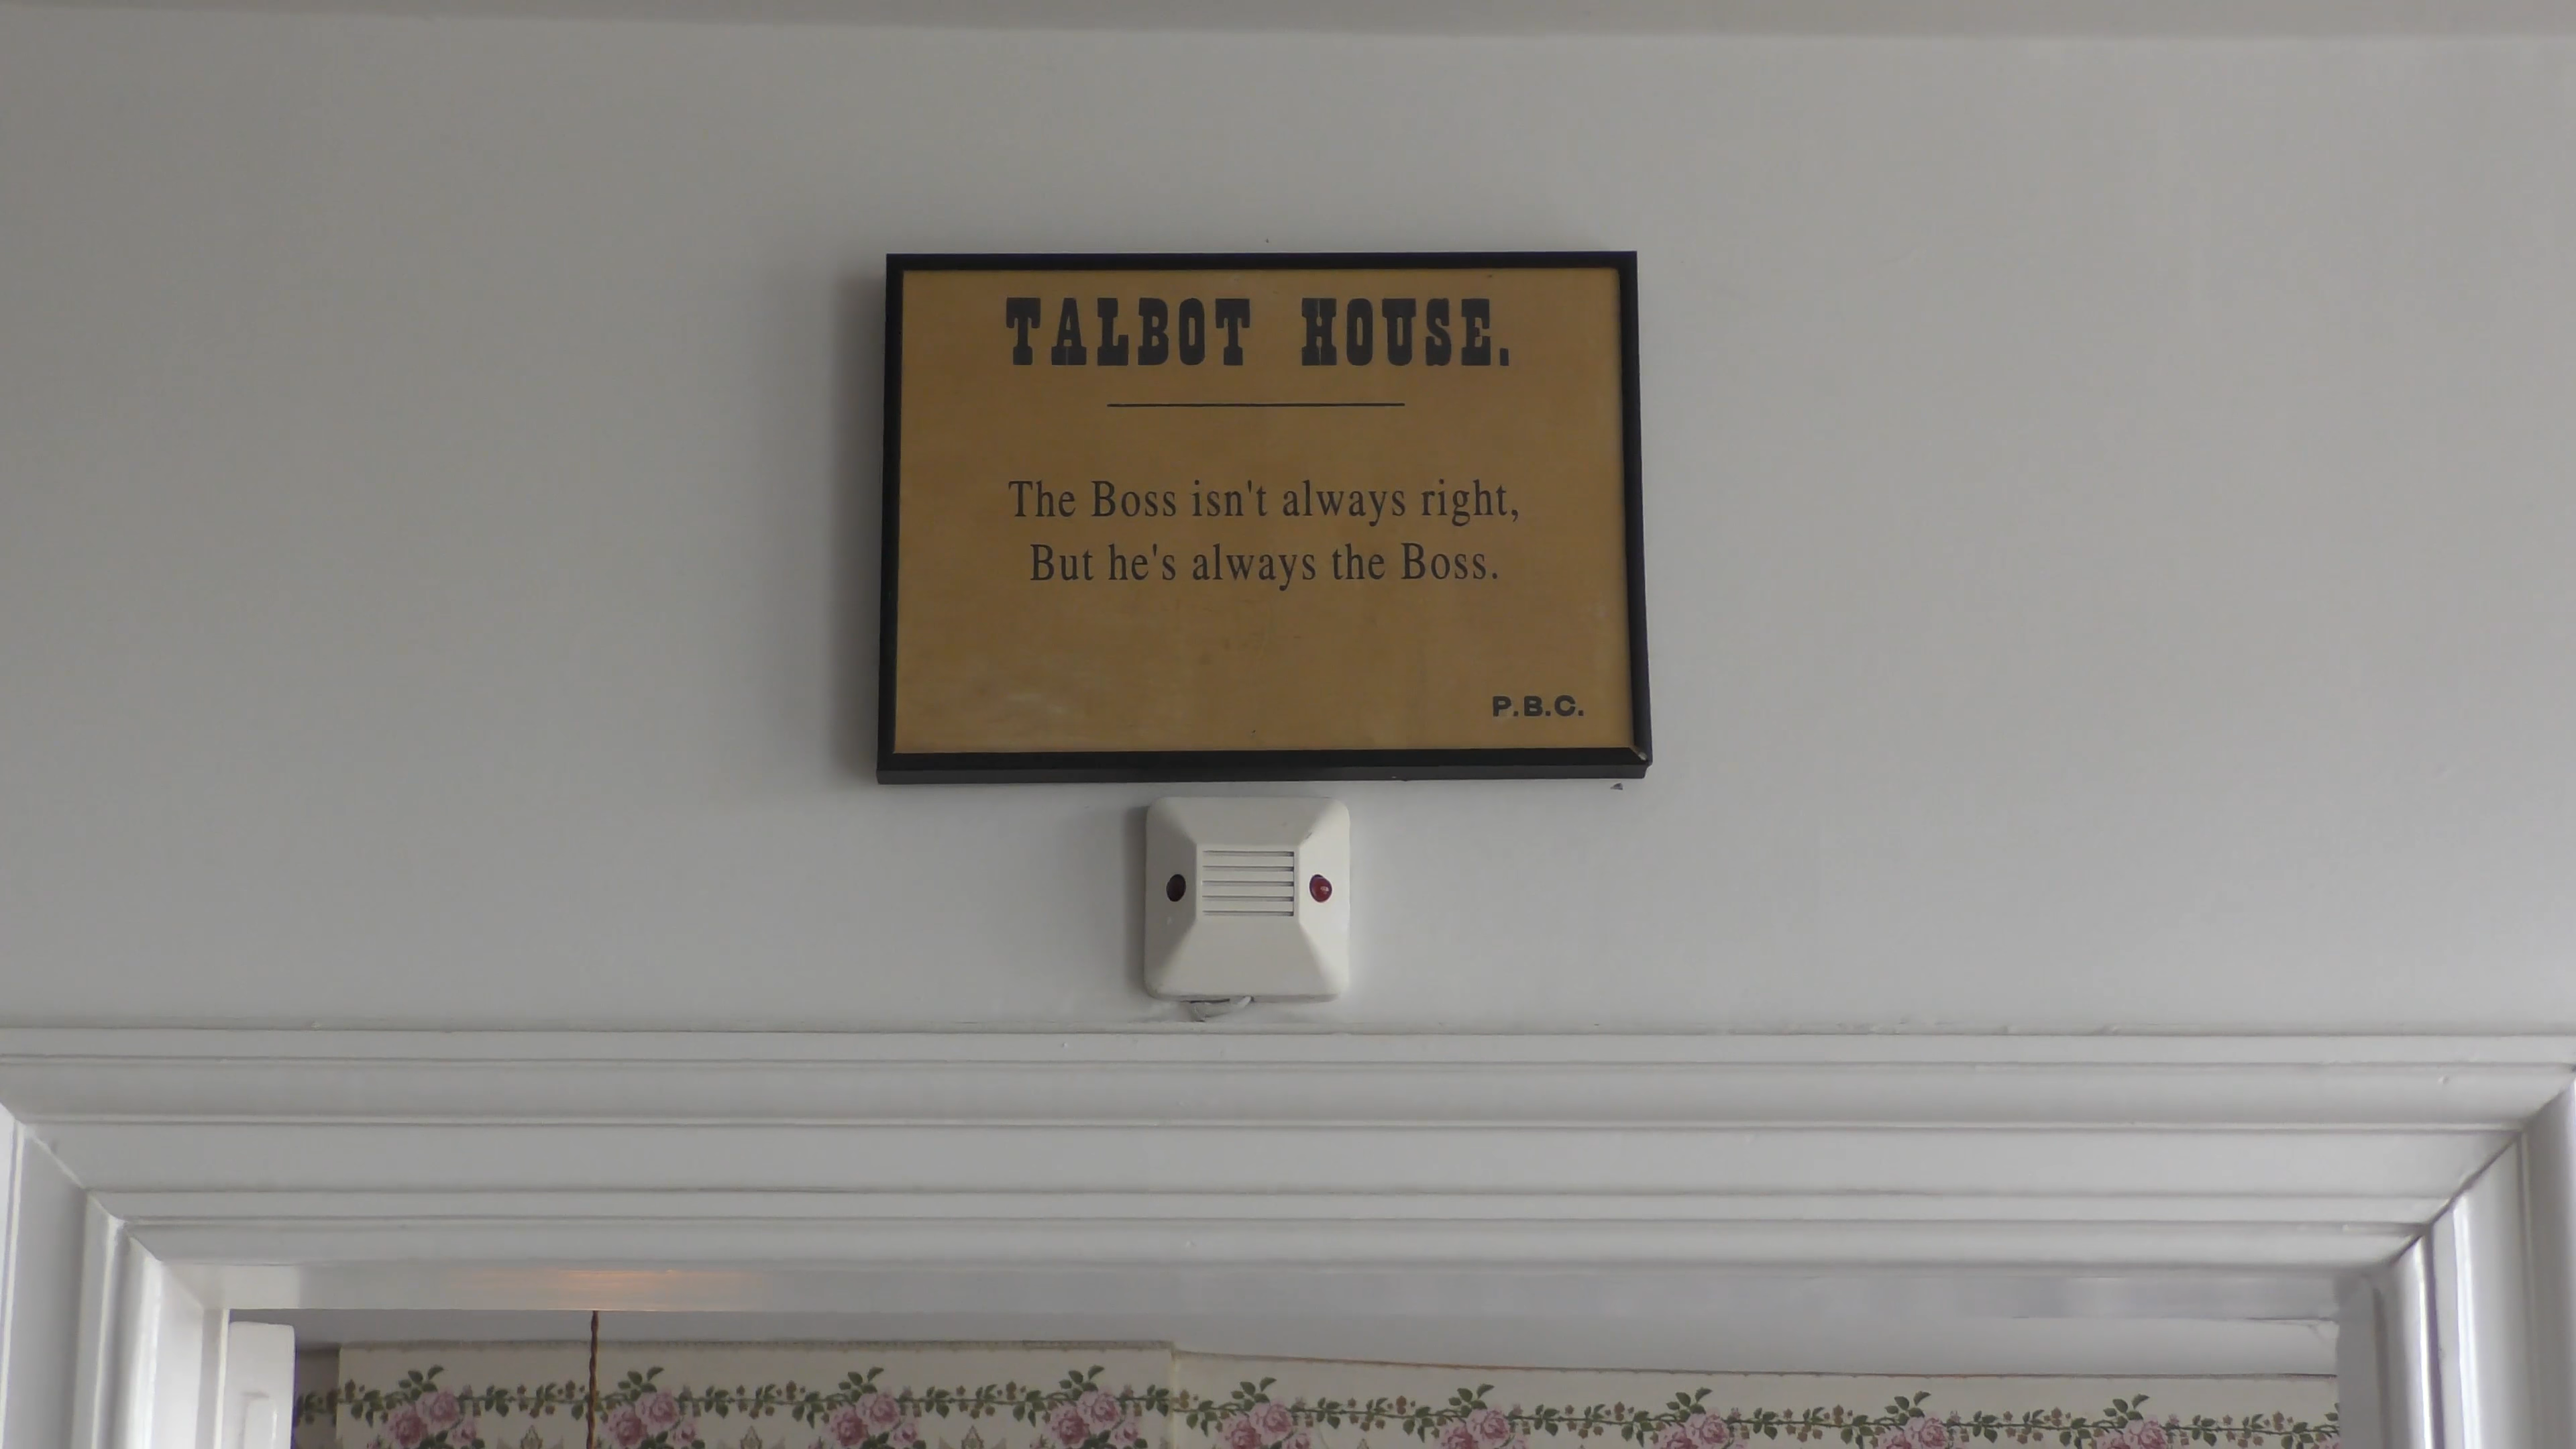 TALBOT HOUSE.
The Boss isn't always right,
But he's always the Boss.
P.B.C.